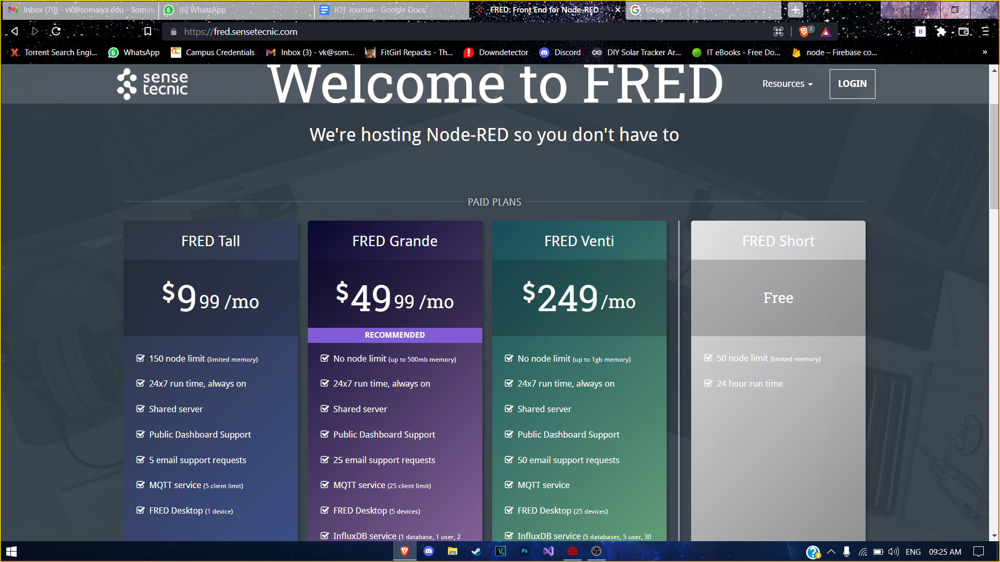 Inbox (70) - vk@somaiya.edu - Somai
(6) WhatsApp
IOT Journal-- Google Docs
FRED: Front End for Node-RED
Google
https://fred.sensetecnic.com
2
B
Torrent Search Engi...
6
WhatsApp
Campus Credentials
Inbox (3) - vk@som...
FitGirl Repacks - Th...
Downdetector
Discord
DIY Solar Tracker Ar...
IT eBooks - Free Do...
node – Firebase co...
»
sense
tecnic
Welcome to FRED
Resources
LOGIN
We're hosting Node-RED so you don't have to
PAID PLANS
FRED Tall
$9 99 /mo
150 node limit (limited memory)
24x7 run time, always on
Shared server
Public Dashboard Support
5 email support requests
MQTT service (5 client limit)
FRED Desktop (1 device)
FRED Grande
$49 99 /mo
RECOMMENDED
No node limit (up to 500mb memory)
24x7 run time, always on
Shared server
Public Dashboard Support
25 email support requests
MQTT service (25 client limit)
FRED Desktop (5 devices)
InfluxDB service (1 database, 1 user, 2
FRED Venti
$249 /mo
No node limit (up to 1gb memory)
24x7 run time, always on
Shared server
Public Dashboard Support
50 email support requests
MQTT service
FRED Desktop (25 devices)
InfluxDB service (5 databases, 5 user, 30
FRED Short
Free
50 node limit (limited memory)
24 hour run time
Ps
ENG
09:25 AM